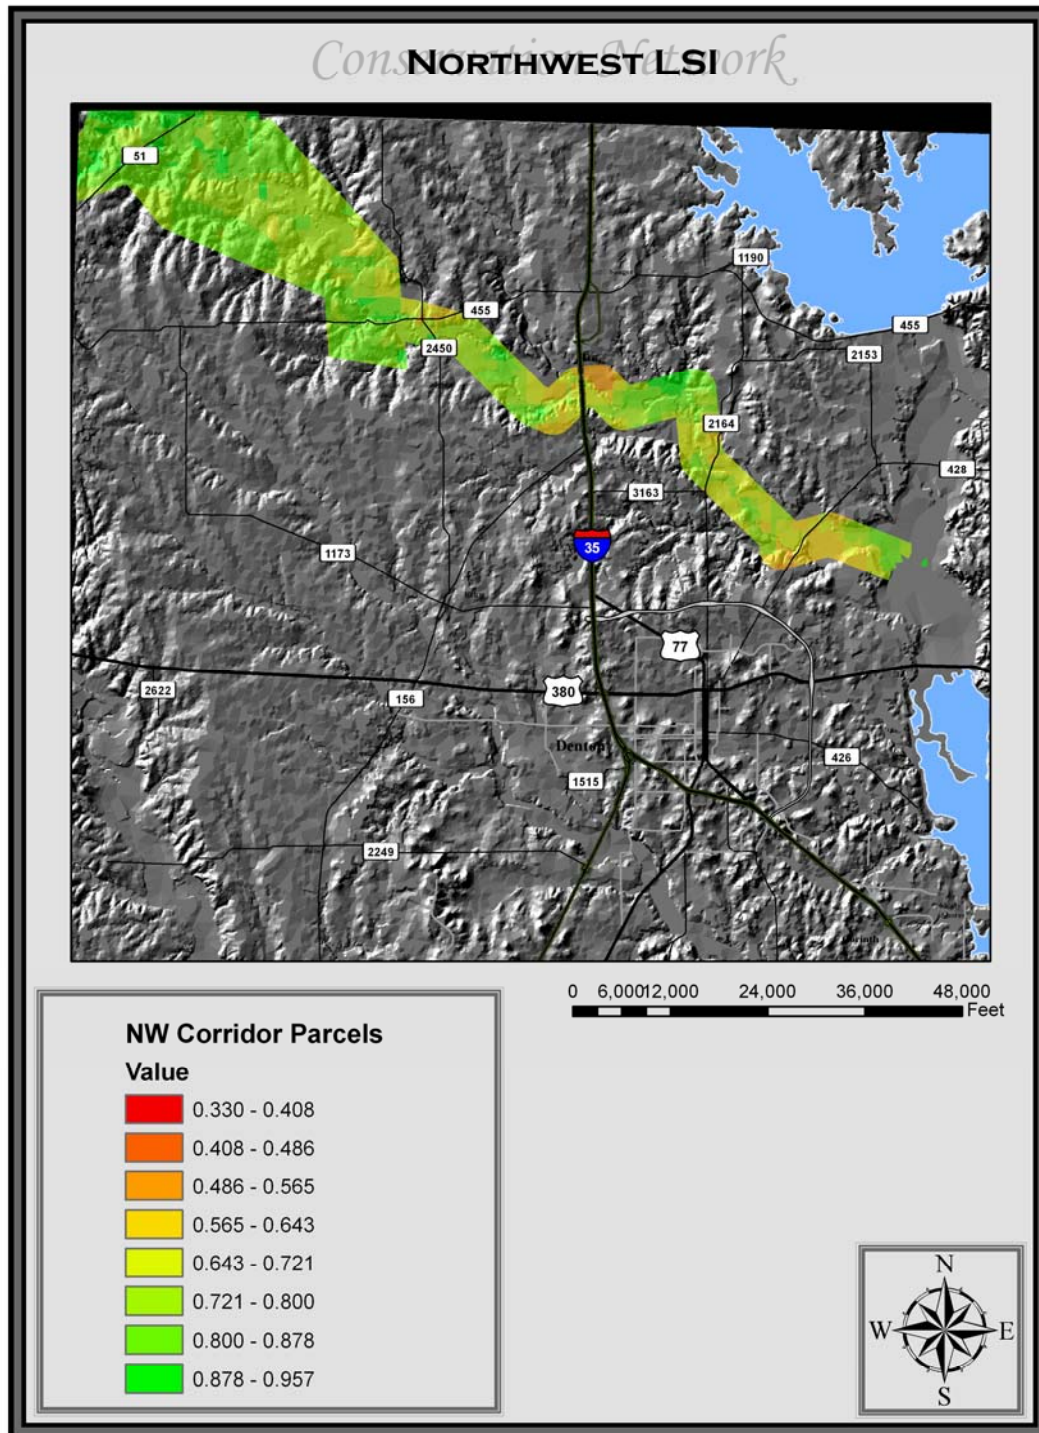 Conservation Network
NORTHWEST LSI
51
1190
455
455
2153
2450
2164
428
3163
35
1173
77
2622
380
156
Denton
426
1515
2249
Corinth
0 6,000 12,000 24,000 36,000 48,000
Feet
NW Corridor Parcels
Value
0.330 - 0.408
0.408 - 0.486
0.486 - 0.565
0.565 - 0.643
0.643 - 0.721
0.721 - 0.800
0.800 - 0.878
0.878 - 0.957
N
W E
S